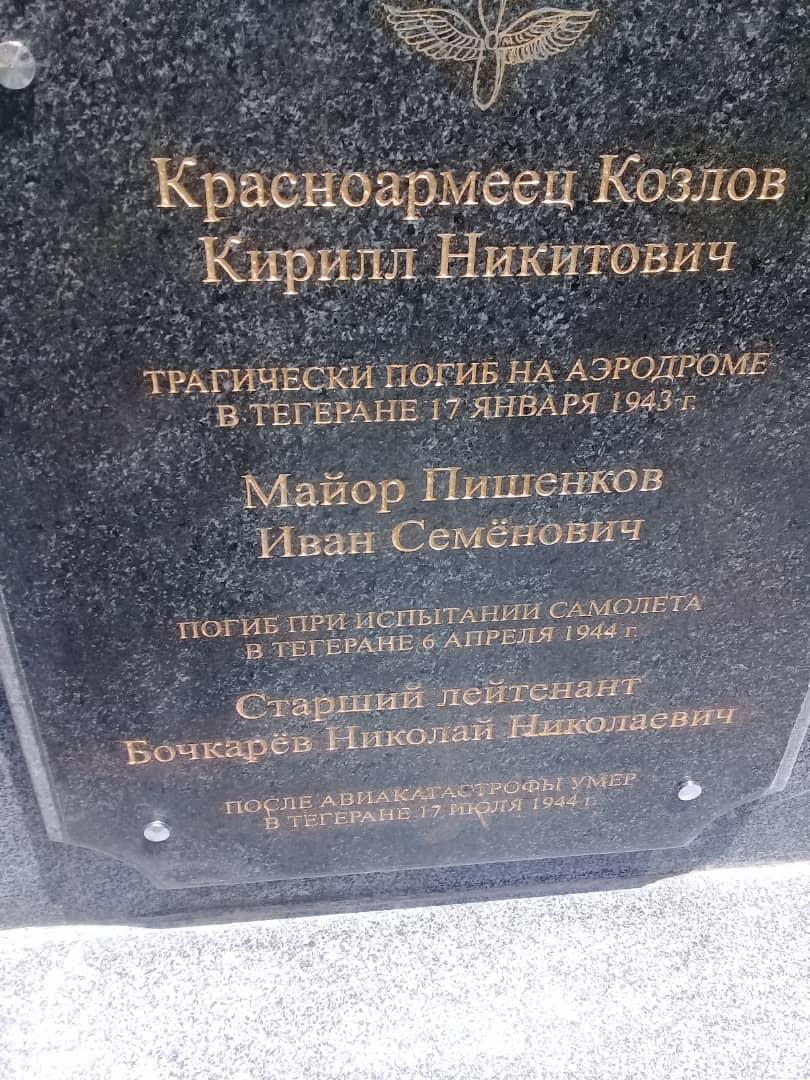 Красноармеец Козлов
Кирилл Никитович
ТРАГИЧЕСКИ ПОГИБ НА АЭРОДРОМЕ
В ТЕГЕРАНЕ 17 ЯНВАРЯ 1943 г.
Майор Пишенков
Иван Семёнович
ПОГИБ ПРИ ИСПЫТАНИИ САМОЛЕТА
В ТЕГЕРАНЕ 6 АПРЕЛЯ 1944 г.
Старший лейтенант
Бочкарёв Николай Николаевич
ПОСЛЕ АВИАКАТАСТРОФЫ УМЕР
В ТЕГЕРАНЕ 17 ИЮЛЯ 1944 г.